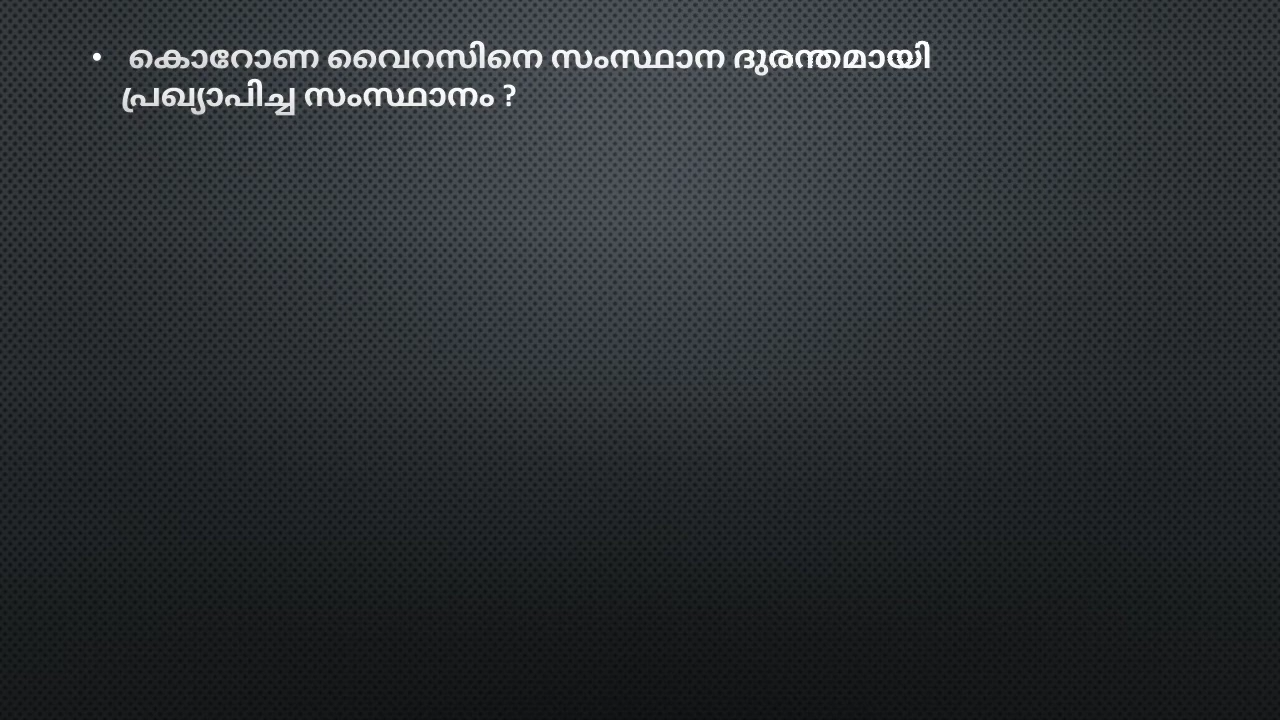 • കൊറോണ വൈറസിനെ സംസ്ഥാന ദുരന്തമായി
പ്രഖ്യാപിച്ച സംസ്ഥാനം ?